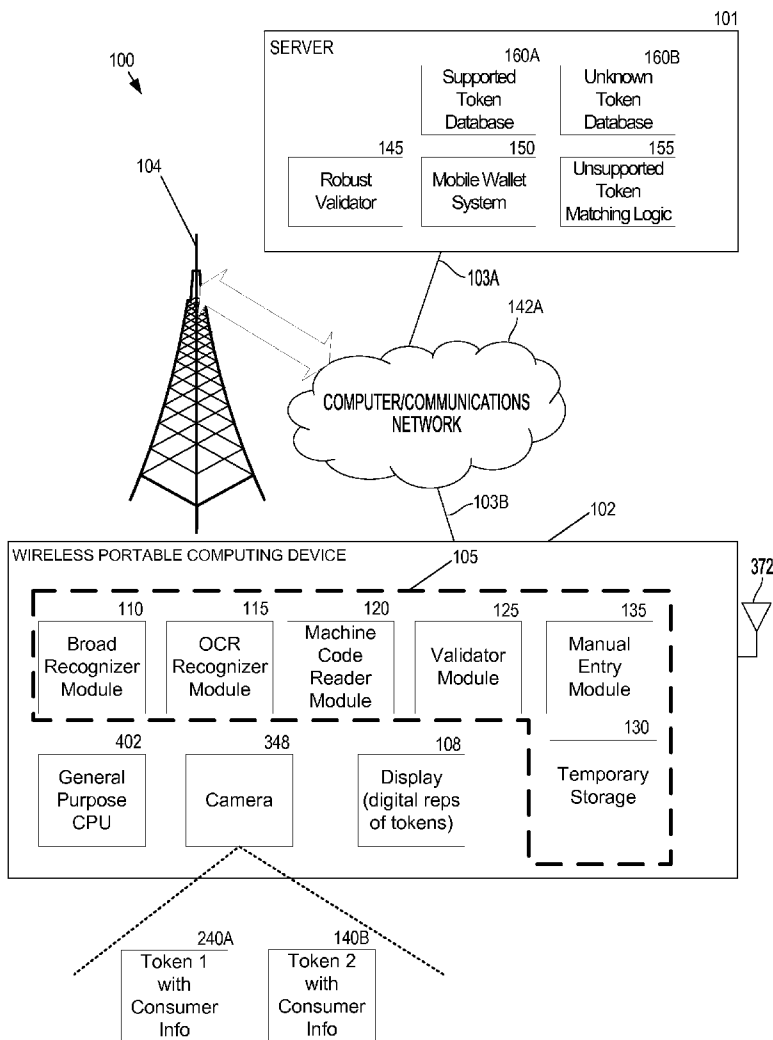 101
SERVER
100
160A
Supported
Token
Database
160B
Unknown
Token
Database
145
Robust
Validator
150
Mobile Wallet
System
155
Unsupported
Token
Matching Logic
104
103A
142A
COMPUTER/COMMUNICATIONS
NETWORK
103B
102
WIRELESS PORTABLE COMPUTING DEVICE
105
372
110
Broad
Recognizer
Module
115
OCR
Recognizer
Module
120
Machine
Code
Reader
Module
125
Validator
Module
135
Manual
Entry
Module
402
General
Purpose
CPU
348
Camera
108
Display
(digital reps
of tokens)
130
Temporary
Storage
240A
Token 1
with
Consumer
Info
140B
Token 2
with
Consumer
Info